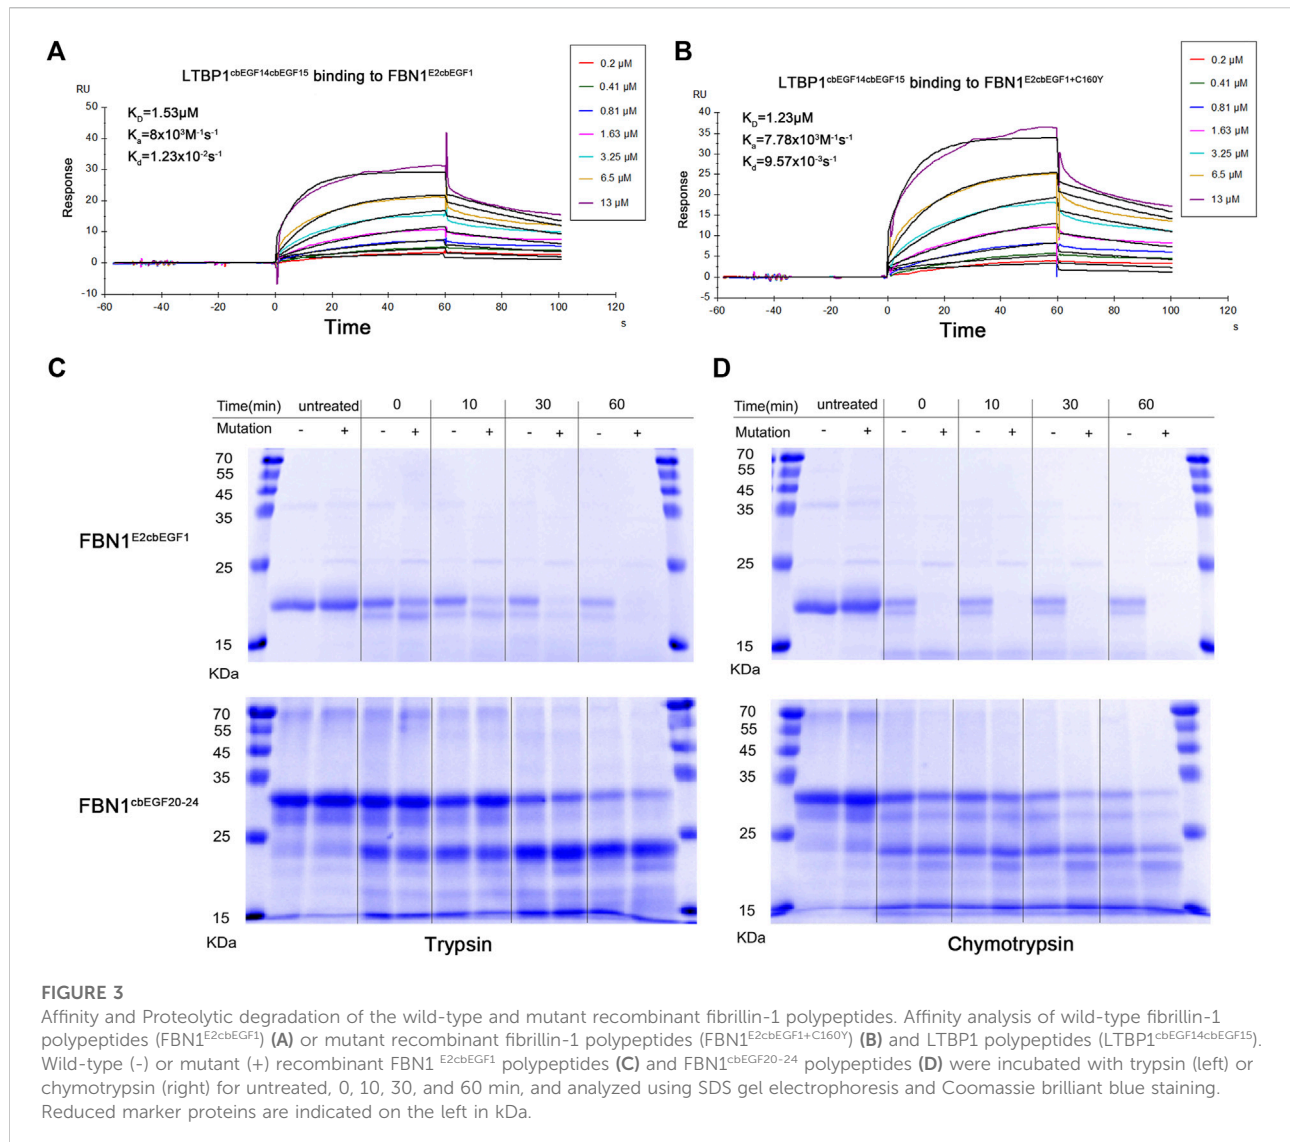 A
LTBP1cbEGF14cbEGF15 binding to FBN1E2cbEGF1
RU
50
40
30
20
10
0
-10
Response
KD=1.53µM
Ka=8x10³M-1s-1
Kd=1.23x10-2s-1
-60
-40
-20
0
20
40
60
80
100
120
s
Time
0.2 µM
0.41 µM
0.81 µM
1.63 µM
3.25 µM
6.5 µM
13 µM
B
LTBP1cbEGF14cbEGF15 binding to FBN1E2cbEGF1+C160Y
RU
40
35
30
25
20
15
10
5
0
-5
Response
KD=1.23µM
Ka=7.78x10³M-1s-1
Kd=9.57x10-3s-1
-60
-40
-20
0
20
40
60
80
100
120
s
Time
0.2 µM
0.41 µM
0.81 µM
1.63 µM
3.25 µM
6.5 µM
13 µM
C
Time(min) untreated 0 10 30 60
Mutation - + - + - + - + - +
FBN1E2cbEGF1
70
55
45
35
25
15
KDa
FBN1cbEGF20-24
70
55
45
35
25
15
KDa
Trypsin
D
Time(min) untreated 0 10 30 60
Mutation - + - + - + - + - +
70
55
45
35
25
15
KDa
70
55
45
35
25
15
KDa
Chymotrypsin
FIGURE 3
Affinity and Proteolytic degradation of the wild-type and mutant recombinant fibrillin-1 polypeptides. Affinity analysis of wild-type fibrillin-1
polypeptides (FBN1E2cbEGF1) (A) or mutant recombinant fibrillin-1 polypeptides (FBN1E2cbEGF1+C160Y) (B) and LTBP1 polypeptides (LTBP1cbEGF14cbEGF15).
Wild-type (-) or mutant (+) recombinant FBN1 E2cbEGF1 polypeptides (C) and FBN1cbEGF20-24 polypeptides (D) were incubated with trypsin (left) or
chymotrypsin (right) for untreated, 0, 10, 30, and 60 min, and analyzed using SDS gel electrophoresis and Coomassie brilliant blue staining.
Reduced marker proteins are indicated on the left in kDa.